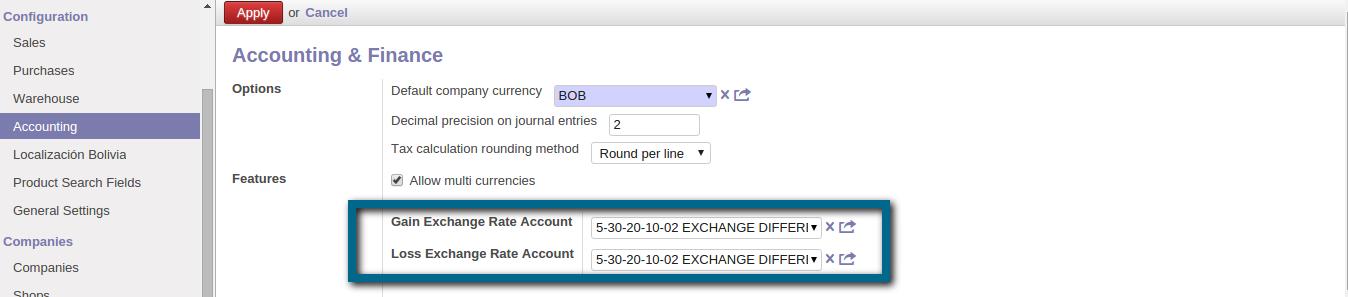 Configuration
Sales
Purchases
Warehouse
Accounting
Localización Bolivia
Product Search Fields
General Settings
Companies
Companies
Shops
Apply or Cancel
Accounting & Finance
Options
Default company currency BOB
Decimal precision on journal entries 2
Tax calculation rounding method Round per line
Features
Allow multi currencies
Gain Exchange Rate Account 5-30-20-10-02 EXCHANGE DIFFERI
Loss Exchange Rate Account 5-30-20-10-02 EXCHANGE DIFFERI